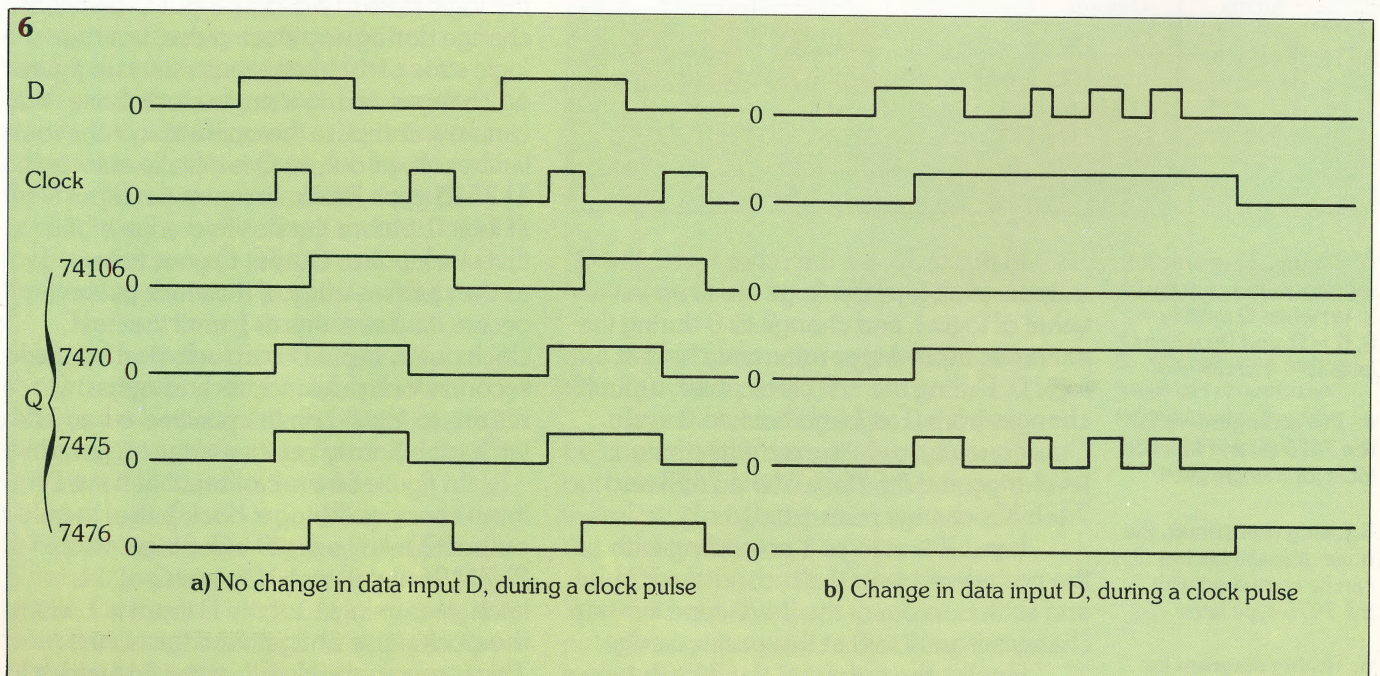 6
D 0 0
Clock 0 0
74106 0 0
7470 0 0
Q
7475 0 0
7476 0 0
a) No change in data input D, during a clock pulse
b) Change in data input D, during a clock pulse